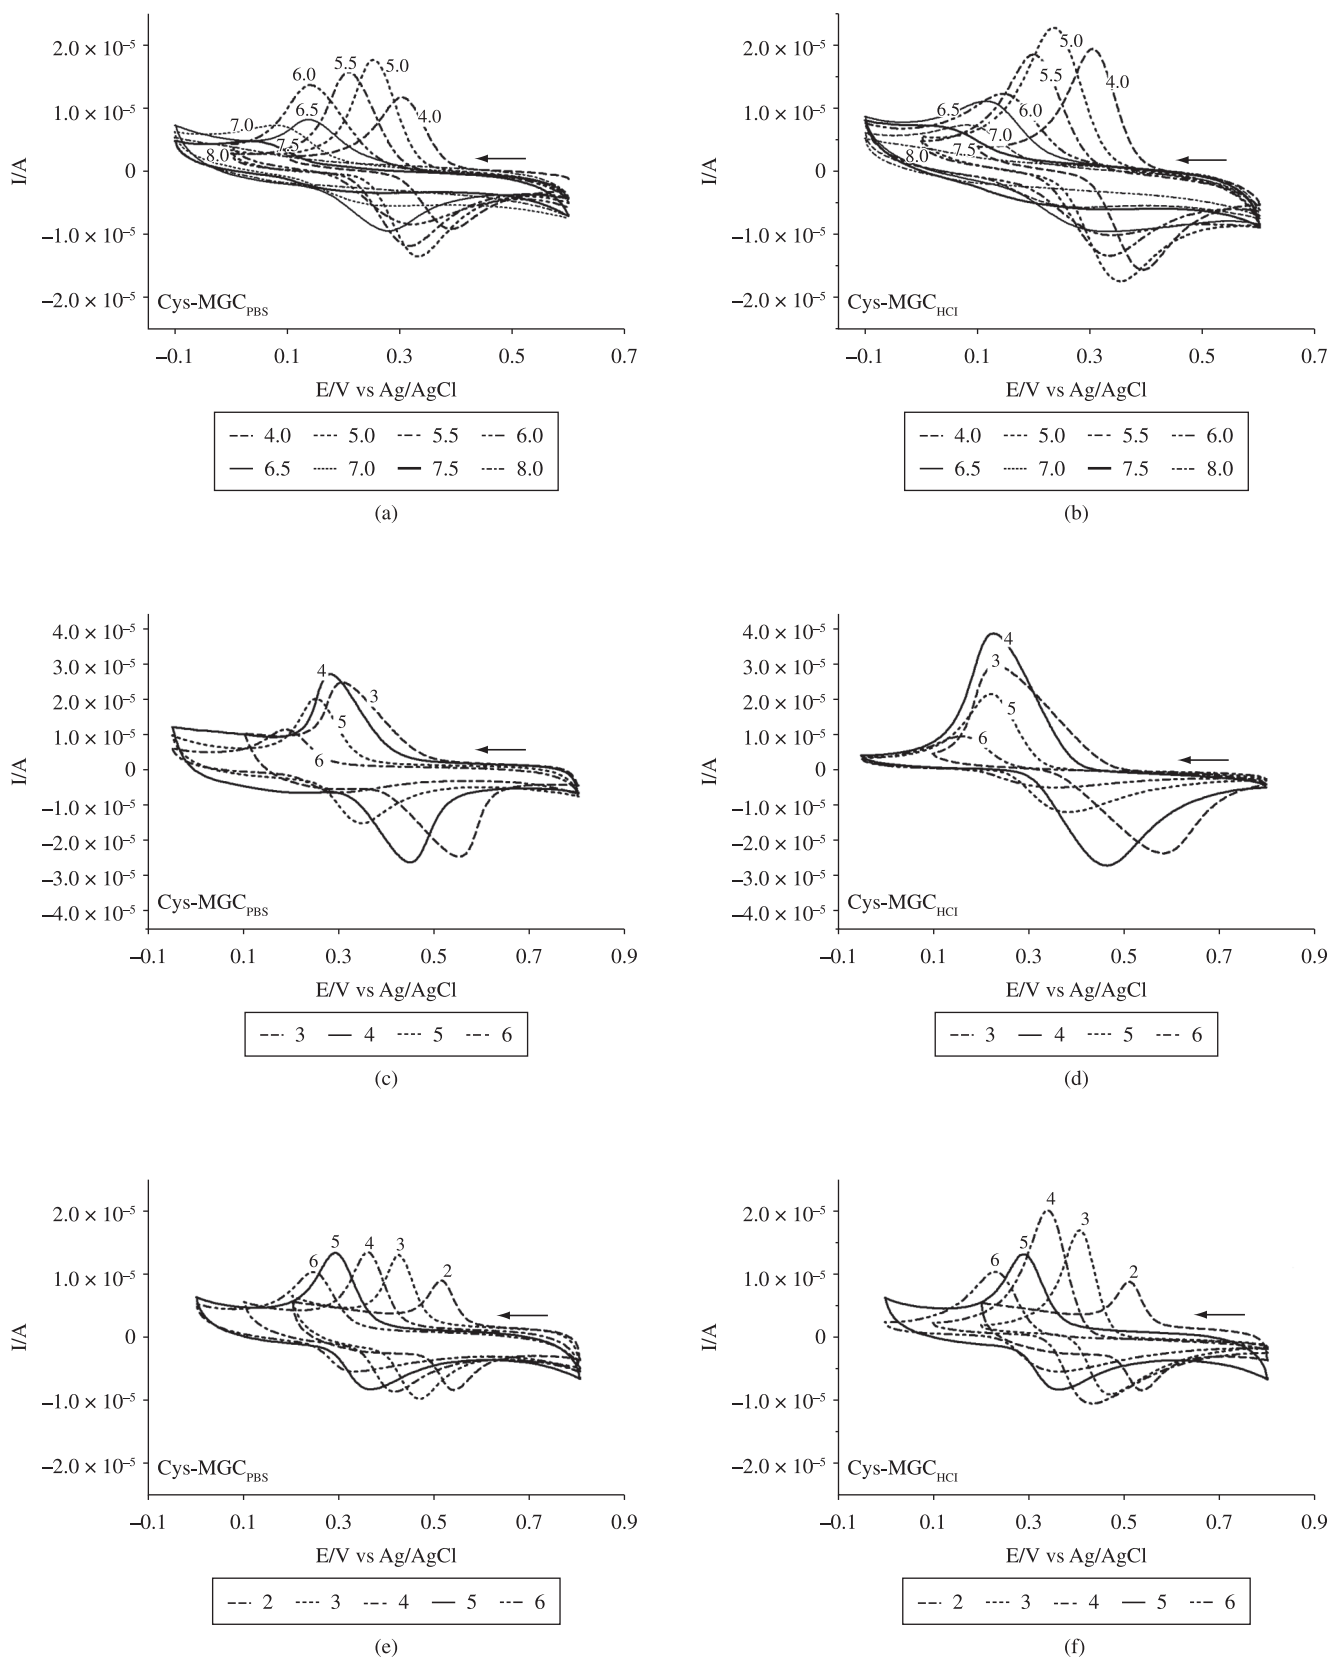 2.0 × 10⁻⁵
1.0 × 10⁻⁵
0
−1.0 × 10⁻⁵
−2.0 × 10⁻⁵
I/A
6.0
5.5
5.0
4.0
6.5
7.0
7.5
8.0
Cys-MGC_PBS
−0.1 0.1 0.3 0.5 0.7
E/V vs Ag/AgCl
4.0 5.0 5.5 6.0
6.5 7.0 7.5 8.0
(a)
2.0 × 10⁻⁵
1.0 × 10⁻⁵
0
−1.0 × 10⁻⁵
−2.0 × 10⁻⁵
I/A
5.0
5.5
4.0
6.5
6.0
7.0
7.5
8.0
Cys-MGC_HCI
−0.1 0.1 0.3 0.5 0.7
E/V vs Ag/AgCl
4.0 5.0 5.5 6.0
6.5 7.0 7.5 8.0
(b)
4.0 × 10⁻⁵
3.0 × 10⁻⁵
2.0 × 10⁻⁵
1.0 × 10⁻⁵
0
−1.0 × 10⁻⁵
−2.0 × 10⁻⁵
−3.0 × 10⁻⁵
−4.0 × 10⁻⁵
I/A
4
3
5
6
Cys-MGC_PBS
−0.1 0.1 0.3 0.5 0.7 0.9
E/V vs Ag/AgCl
3 4 5 6
(c)
4.0 × 10⁻⁵
3.0 × 10⁻⁵
2.0 × 10⁻⁵
1.0 × 10⁻⁵
0
−1.0 × 10⁻⁵
−2.0 × 10⁻⁵
−3.0 × 10⁻⁵
−4.0 × 10⁻⁵
I/A
4
3
5
6
Cys-MGC_HCI
−0.1 0.1 0.3 0.5 0.7 0.9
E/V vs Ag/AgCl
3 4 5 6
(d)
2.0 × 10⁻⁵
1.0 × 10⁻⁵
0
−1.0 × 10⁻⁵
−2.0 × 10⁻⁵
I/A
6
5
4
3
2
Cys-MGC_PBS
−0.1 0.1 0.3 0.5 0.7 0.9
E/V vs Ag/AgCl
2 3 4 5 6
(e)
2.0 × 10⁻⁵
1.0 × 10⁻⁵
0
−1.0 × 10⁻⁵
−2.0 × 10⁻⁵
I/A
4
3
5
6
2
Cys-MGC_HCI
−0.1 0.1 0.3 0.5 0.7 0.9
E/V vs Ag/AgCl
2 3 4 5 6
(f)